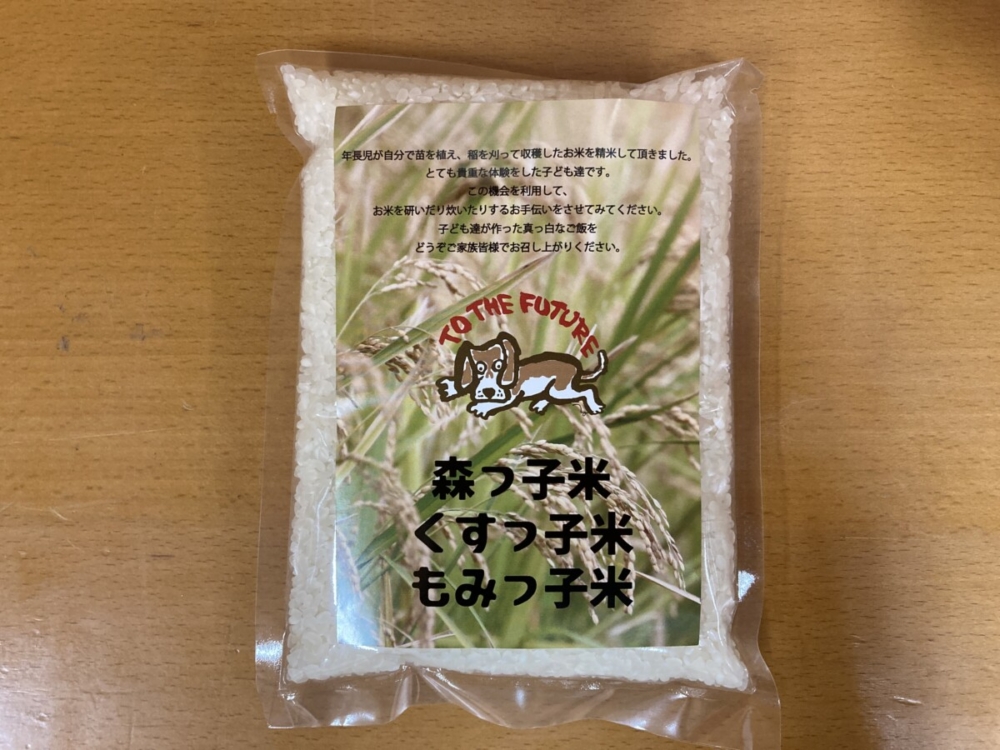 年長児が自分で苗を植え、稲を刈って収穫したお米を精米して頂きました。
とても貴重な体験をした子ども達です。
この機会を利用して、
お米を研いだり炊いたりするお手伝いをさせてみてください。
子ども達が作った真っ白なご飯を
どうぞご家族皆様でお召し上がりください。
TO THE FUTURE
森っ子米
くすっ子米
もみっ子米